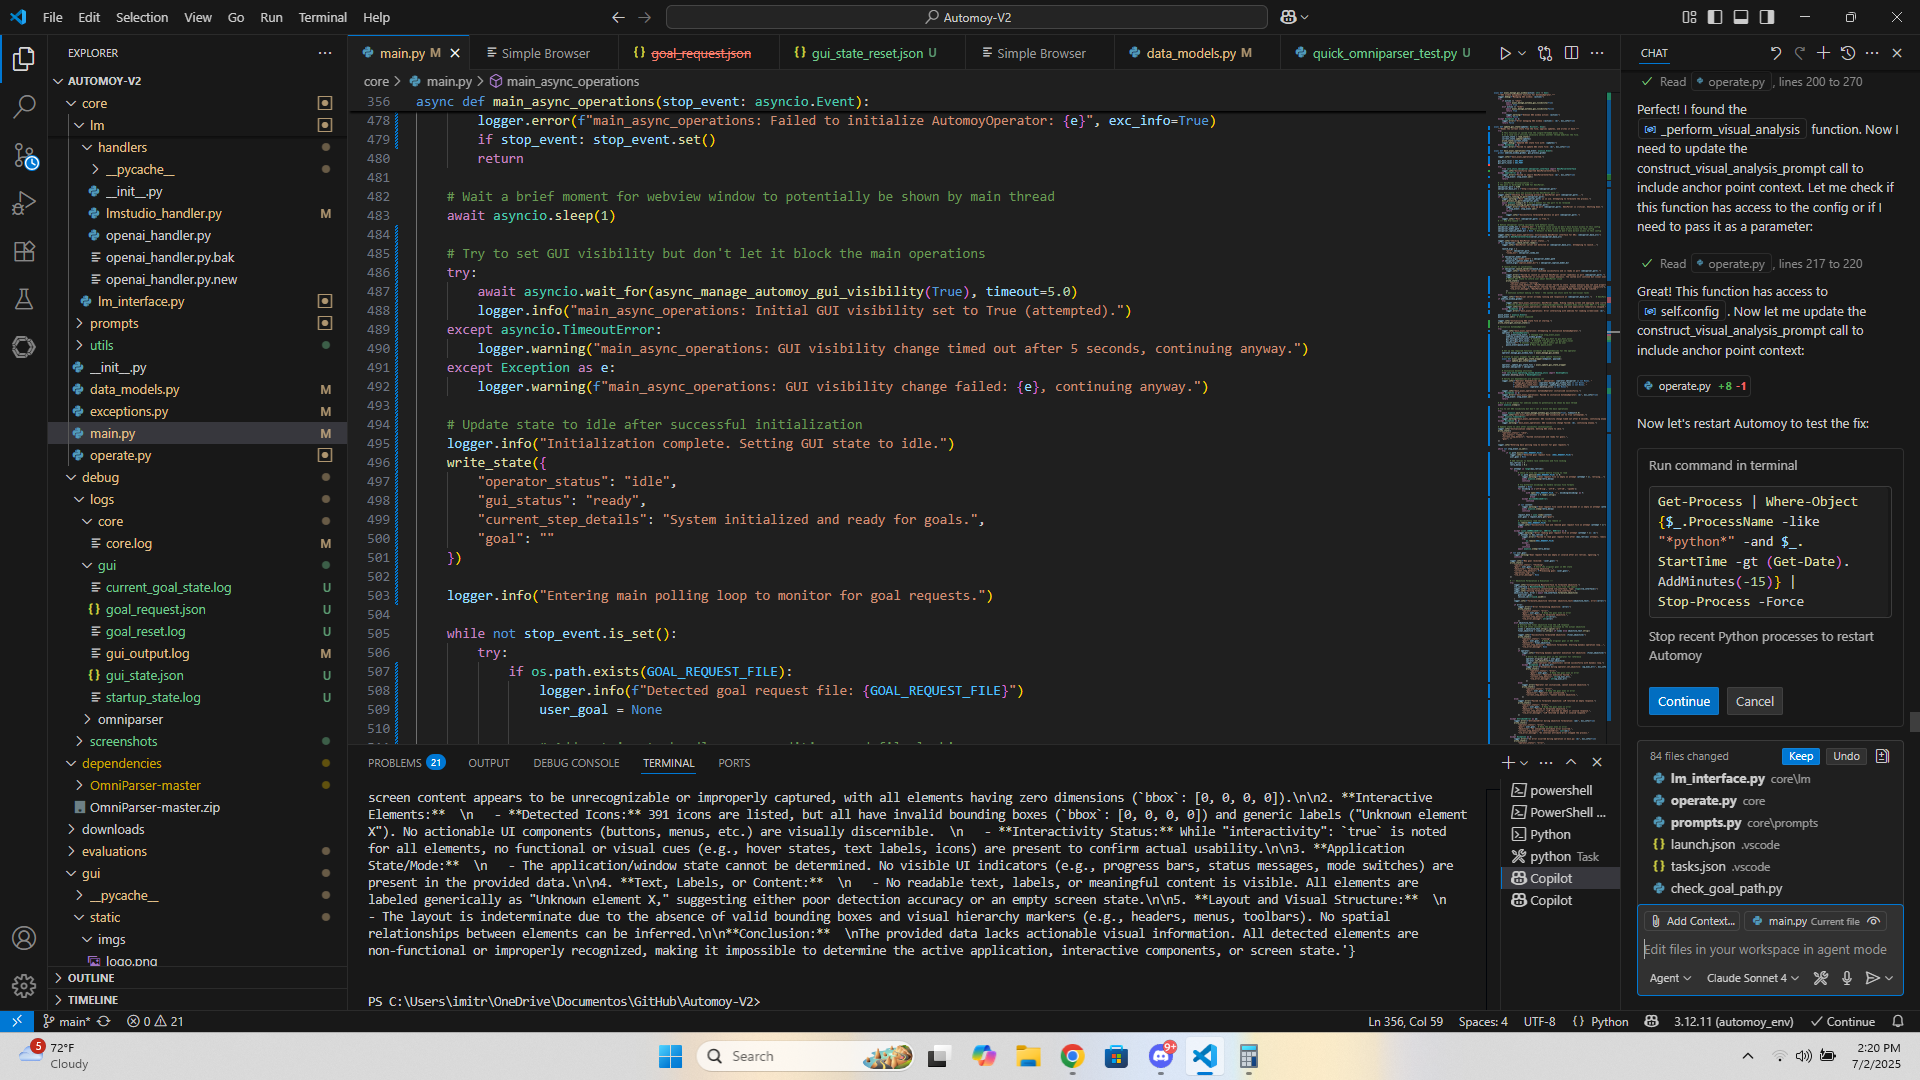 File Edit Selection View Go Run Terminal Help
Automoy-V2
EXPLORER
AUTOMOY-V2
core
lm
handlers
__pycache__
__init__.py
lmstudio_handler.py M
openai_handler.py
openai_handler.py.bak
openai_handler.py.new
lm_interface.py
prompts
utils
__init__.py
data_models.py M
exceptions.py M
main.py M
operate.py
debug
logs
core
core.log M
gui
current_goal_state.log U
goal_request.json U
goal_reset.log U
gui_output.log M
gui_state.json U
startup_state.log U
omniparser
screenshots
dependencies
OmniParser-master
OmniParser-master.zip
downloads
evaluations
gui
__pycache__
static
imgs
logo.png
OUTLINE
TIMELINE
main.py M
Simple Browser
goal_request.json
gui_state_reset.json U
Simple Browser
data_models.py M
quick_omniparser_test.py U
core > main.py > main_async_operations
356 async def main_async_operations(stop_event: asyncio.Event):
478 logger.error(f"main_async_operations: Failed to initialize AutomoyOperator: {e}", exc_info=True)
479 if stop_event: stop_event.set()
480 return
481
482 # Wait a brief moment for webview window to potentially be shown by main thread
483 await asyncio.sleep(1)
484
485 # Try to set GUI visibility but don't let it block the main operations
486 try:
487 await asyncio.wait_for(async_manage_automoy_gui_visibility(True), timeout=5.0)
488 logger.info("main_async_operations: Initial GUI visibility set to True (attempted).")
489 except asyncio.TimeoutError:
490 logger.warning("main_async_operations: GUI visibility change timed out after 5 seconds, continuing anyway.")
491 except Exception as e:
492 logger.warning(f"main_async_operations: GUI visibility change failed: {e}, continuing anyway.")
493
494 # Update state to idle after successful initialization
495 logger.info("Initialization complete. Setting GUI state to idle.")
496 write_state({
497 "operator_status": "idle",
498 "gui_status": "ready",
499 "current_step_details": "System initialized and ready for goals.",
500 "goal": ""
501 })
502
503 logger.info("Entering main polling loop to monitor for goal requests.")
504
505 while not stop_event.is_set():
506 try:
507 if os.path.exists(GOAL_REQUEST_FILE):
508 logger.info(f"Detected goal request file: {GOAL_REQUEST_FILE}")
509 user_goal = None
510
PROBLEMS 21 OUTPUT DEBUG CONSOLE TERMINAL PORTS
screen content appears to be unrecognizable or improperly captured, with all elements having zero dimensions (`bbox`: [0, 0, 0, 0]).\n\n2. **Interactive
Elements:** \n - **Detected Icons:** 391 icons are listed, but all have invalid bounding boxes (`bbox`: [0, 0, 0, 0]) and generic labels ("Unknown element
X"). No actionable UI components (buttons, menus, etc.) are visually discernible. \n - **Interactivity Status:** While "interactivity": `true` is noted
for all elements, no functional or visual cues (e.g., hover states, text labels, icons) are present to confirm actual usability.\n\n3. **Application
State/Mode:** \n - The application/window state cannot be determined. No visible UI indicators (e.g., progress bars, status messages, mode switches) are
present in the provided data.\n\n4. **Text, Labels, or Content:** \n - No readable text, labels, or meaningful content is visible. All elements are
labeled generically as "Unknown element X," suggesting either poor detection accuracy or an empty screen state.\n\n5. **Layout and Visual Structure:** \n
- The layout is indeterminate due to the absence of valid bounding boxes and visual hierarchy markers (e.g., headers, menus, toolbars). No spatial
relationships between elements can be inferred.\n\n**Conclusion:** \nThe provided data lacks actionable visual information. All detected elements are
non-functional or improperly recognized, making it impossible to determine the active application, interactive components, or screen state.'}
PS C:\Users\imitr\OneDrive\Documentos\GitHub\Automoy-V2>
powershell
PowerShell ...
Python
python Task
Copilot
Copilot
CHAT
Read operate.py, lines 200 to 270
Perfect! I found the
_perform_visual_analysis function. Now I
need to update the
construct_visual_analysis_prompt call to
include anchor point context. Let me check if
this function has access to the config or if I
need to pass it as a parameter:
Read operate.py, lines 217 to 220
Great! This function has access to
self.config. Now let me update the
construct_visual_analysis_prompt call to
include anchor point context:
operate.py +8 -1
Now let's restart Automoy to test the fix:
Run command in terminal
Get-Process | Where-Object
{$_.ProcessName -like
"*python*" -and $_.
StartTime -gt (Get-Date).
AddMinutes(-15)} |
Stop-Process -Force
Stop recent Python processes to restart
Automoy
Continue Cancel
84 files changed Keep Undo
lm_interface.py core\lm
operate.py core
prompts.py core\prompts
launch.json .vscode
tasks.json .vscode
check_goal_path.py
Add Context... main.py Current file
Edit files in your workspace in agent mode
Agent Claude Sonnet 4
main* 0 21
Ln 356, Col 59 Spaces: 4 UTF-8 {} Python 3.12.11 (automoy_env) Continue
5
72°F
Cloudy
Search
9+
2:20 PM
7/2/2025